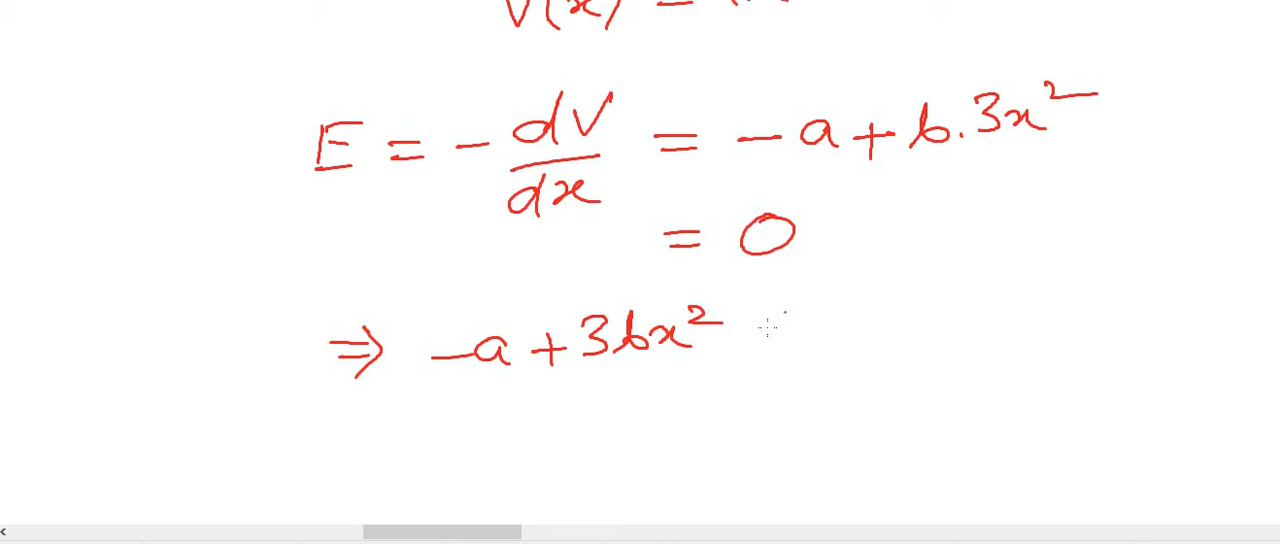 V(x) =
E = - dV/dx = - a + b.3x²
= 0
⇒ -a + 3bx²